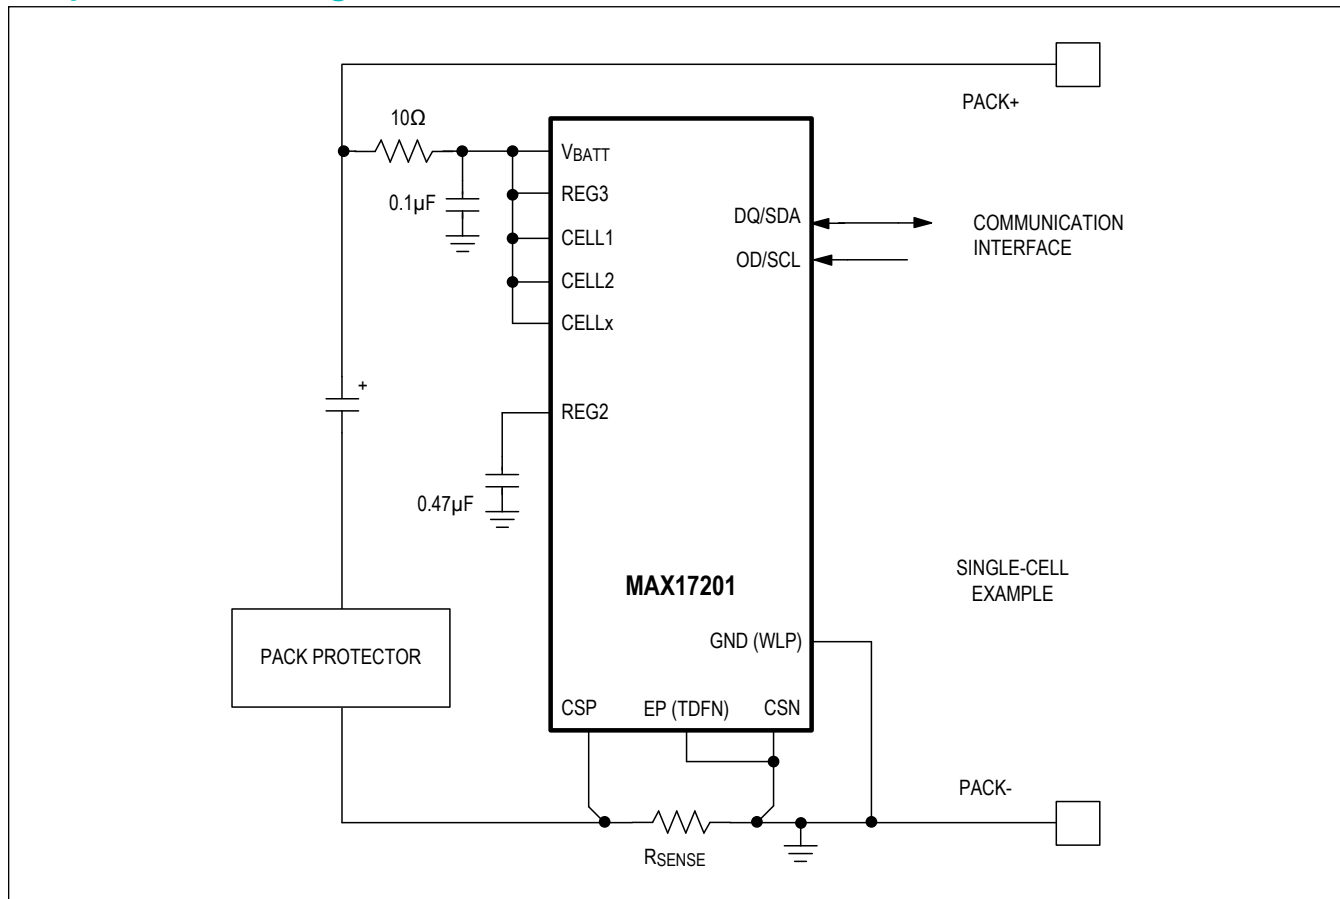 PACK+
10Ω
VBATT
REG3
0.1µF
DQ/SDA
COMMUNICATION
INTERFACE
CELL1
OD/SCL
CELL2
CELLx
+
REG2
0.47µF
MAX17201
SINGLE-CELL
EXAMPLE
GND (WLP)
PACK PROTECTOR
CSP
EP (TDFN)
CSN
PACK-
RSENSE